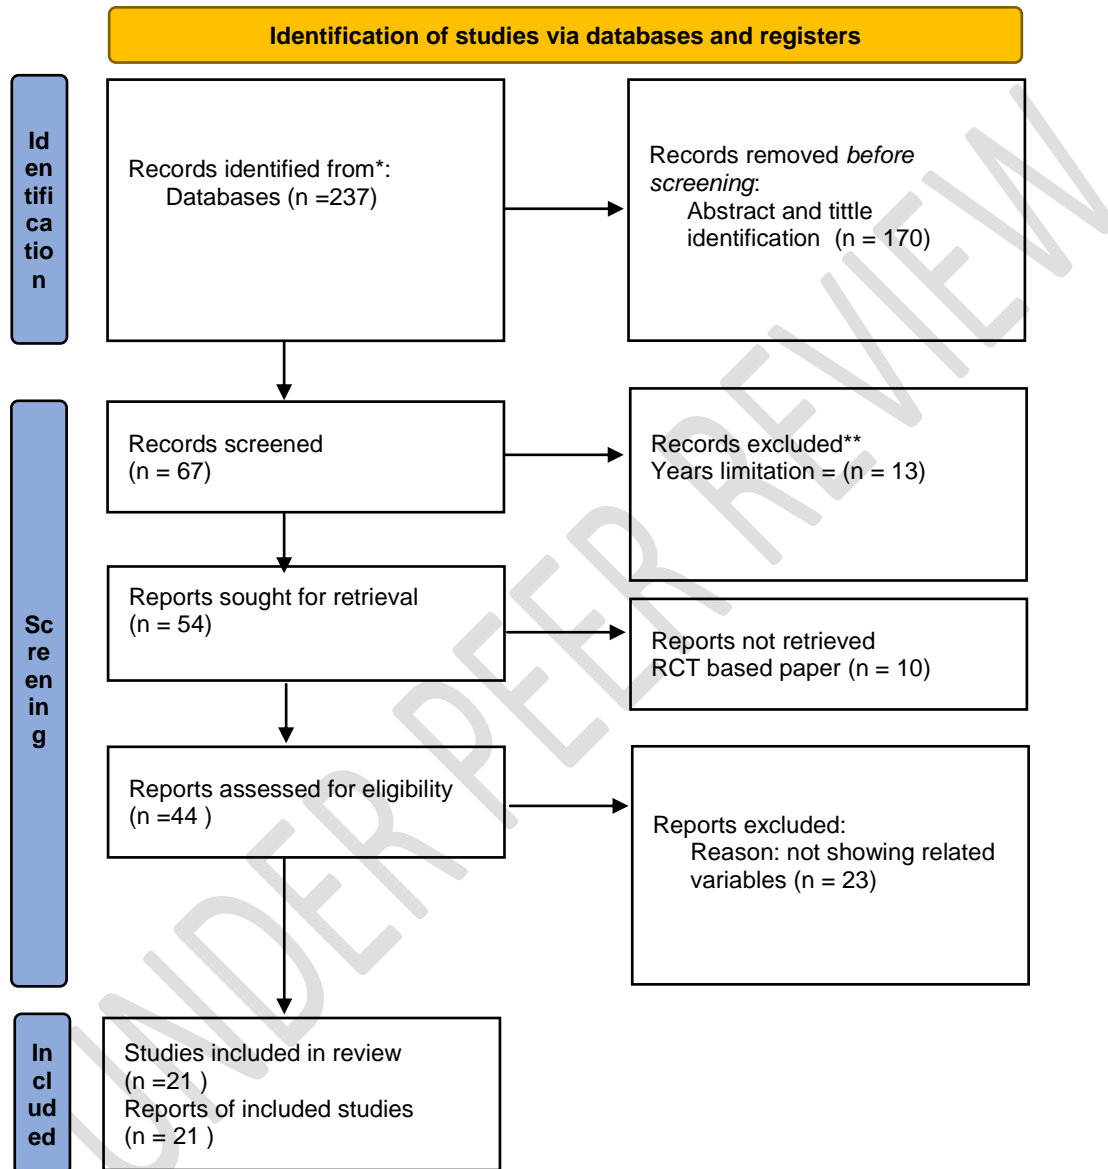 Identification of studies via databases and registers
Id
en
tifi
ca
tio
n
Records identified from*:
Databases (n =237)
Records removed before
screening:
Abstract and tittle
identification (n = 170)
Sc
re
en
in
g
Records screened
(n = 67)
Records excluded**
Years limitation = (n = 13)
Reports sought for retrieval
(n = 54)
Reports not retrieved
RCT based paper (n = 10)
Reports assessed for eligibility
(n =44 )
Reports excluded:
Reason: not showing related
variables (n = 23)
In
cl
ud
ed
Studies included in review
(n =21 )
Reports of included studies
(n = 21 )
UNDER PEER REVIEW